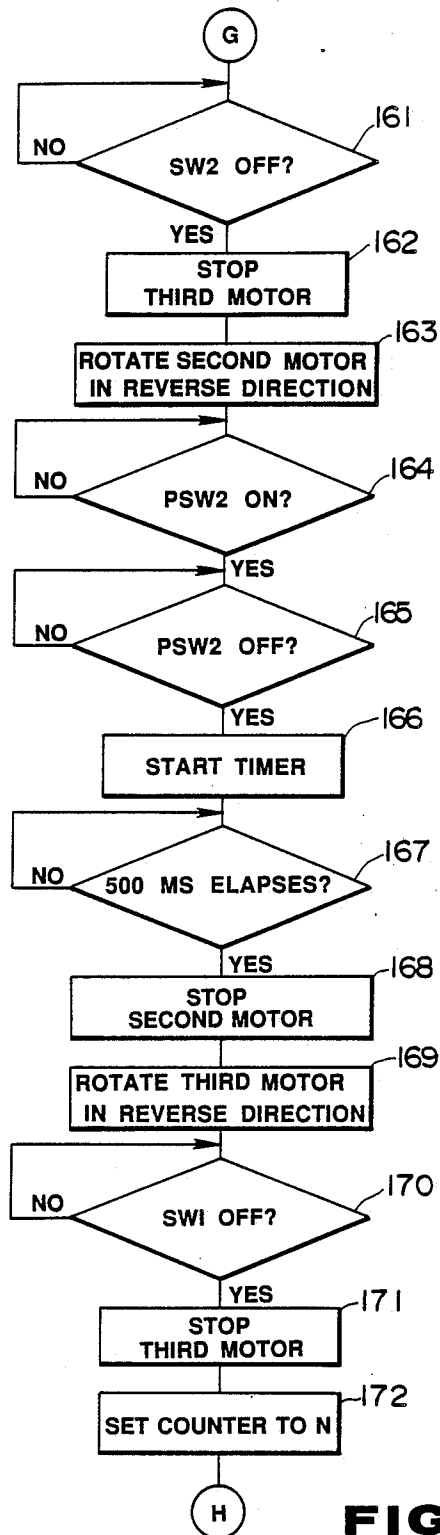 G
161
NO
SW2 OFF?
YES
162
STOP
THIRD MOTOR
163
ROTATE SECOND MOTOR
IN REVERSE DIRECTION
164
NO
PSW2 ON?
YES
165
NO
PSW2 OFF?
YES
166
START TIMER
167
NO
500 MS ELAPSES?
YES
168
STOP
SECOND MOTOR
169
ROTATE THIRD MOTOR
IN REVERSE DIRECTION
170
NO
SW1 OFF?
YES
171
STOP
THIRD MOTOR
172
SET COUNTER TO N
H
FIG